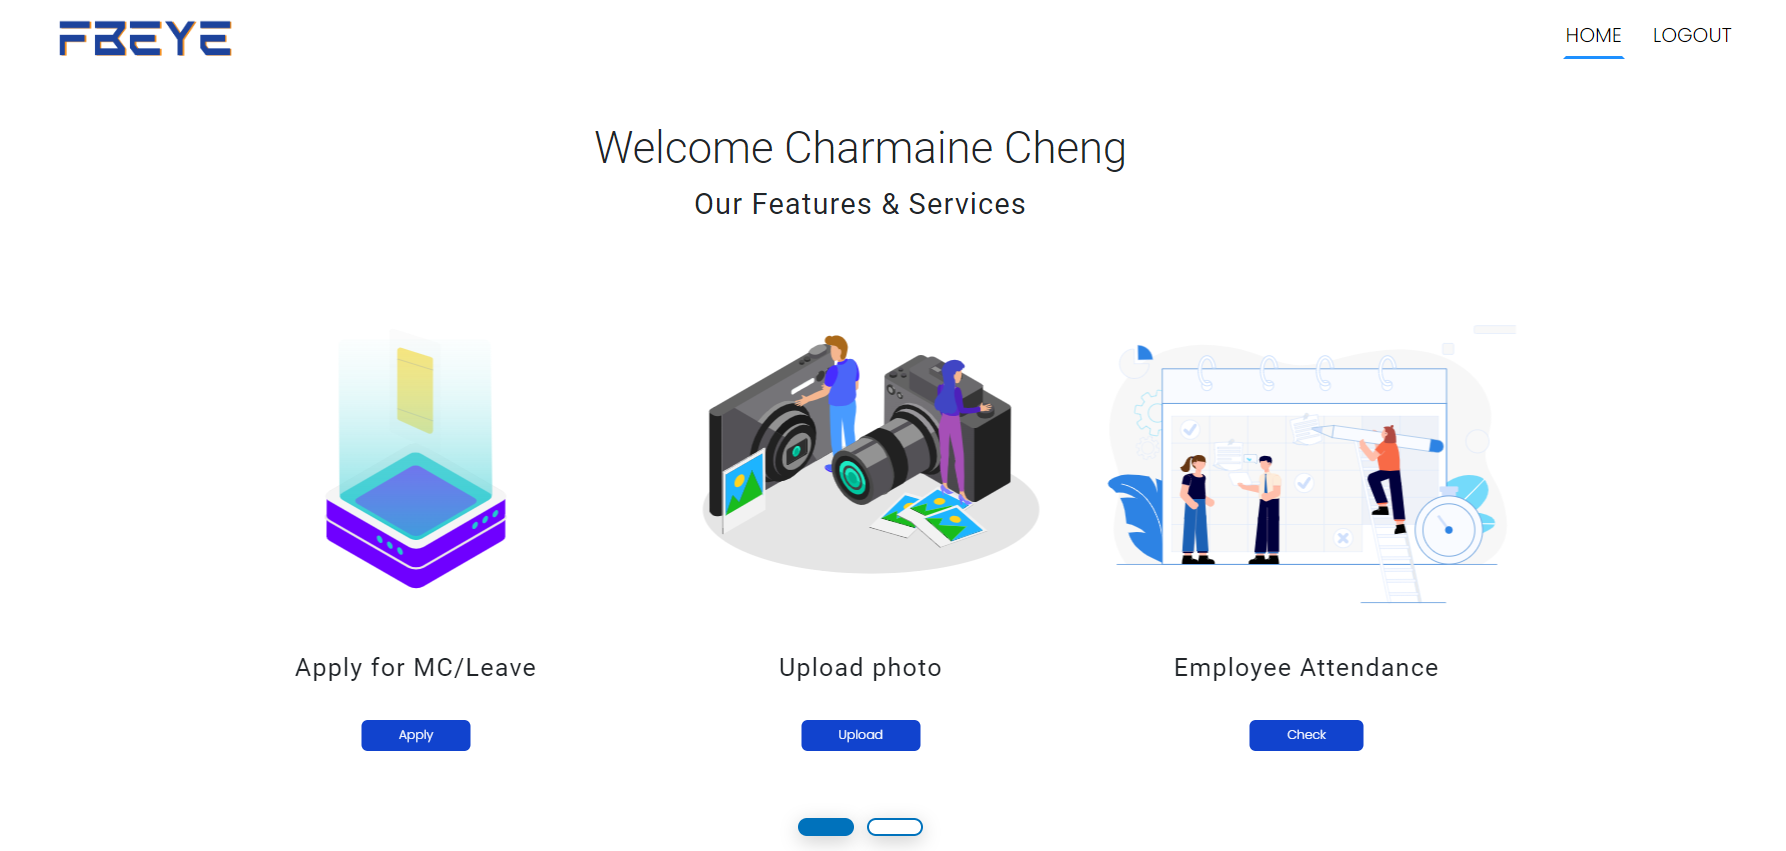 FBEYE
HOME LOGOUT
Welcome Charmaine Cheng
Our Features & Services
Apply for MC/Leave
Apply
Upload photo
Upload
Employee Attendance
Check